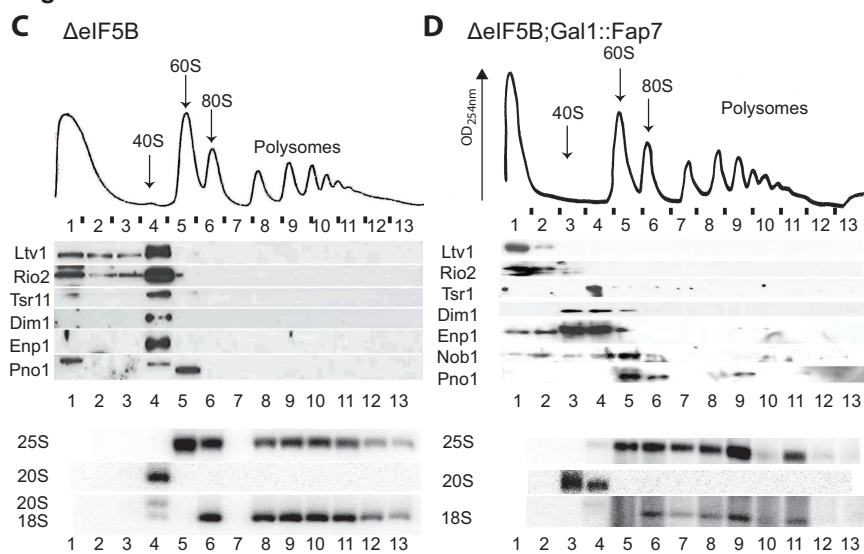 C ΔeIF5B
60S
80S
40S
Polysomes
1 2 3 4 5 6 7 8 9 10 11 12 13
Ltv1
Rio2
Tsr11
Dim1
Enp1
Pno1
1 2 3 4 5 6 7 8 9 10 11 12 13
25S
20S
20S
18S
1 2 3 4 5 6 7 8 9 10 11 12 13
D ΔeIF5B;Gal1::Fap7
60S
80S
40S
Polysomes
OD254nm
1 2 3 4 5 6 7 8 9 10 11 12 13
Ltv1
Rio2
Tsr1
Dim1
Enp1
Nob1
Pno1
1 2 3 4 5 6 7 8 9 10 11 12 13
25S
20S
18S
1 2 3 4 5 6 7 8 9 10 11 12 13